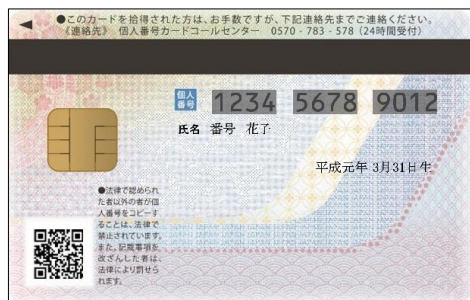 ●このカードを拾得された方は、お手数ですが、下記連絡先までご連絡ください。
《連絡先》 個人番号カードコールセンター 0570-783-578 (24時間受付)
個人番号 1234 5678 9012
氏名 番号 花子
平成元年 3月31日生
●法律で認められ
た者以外の者が個
人番号をコピーす
ることは、法律で
禁止されています。
また、記載事項を
改ざんした者は、
法律により罰せら
れます。